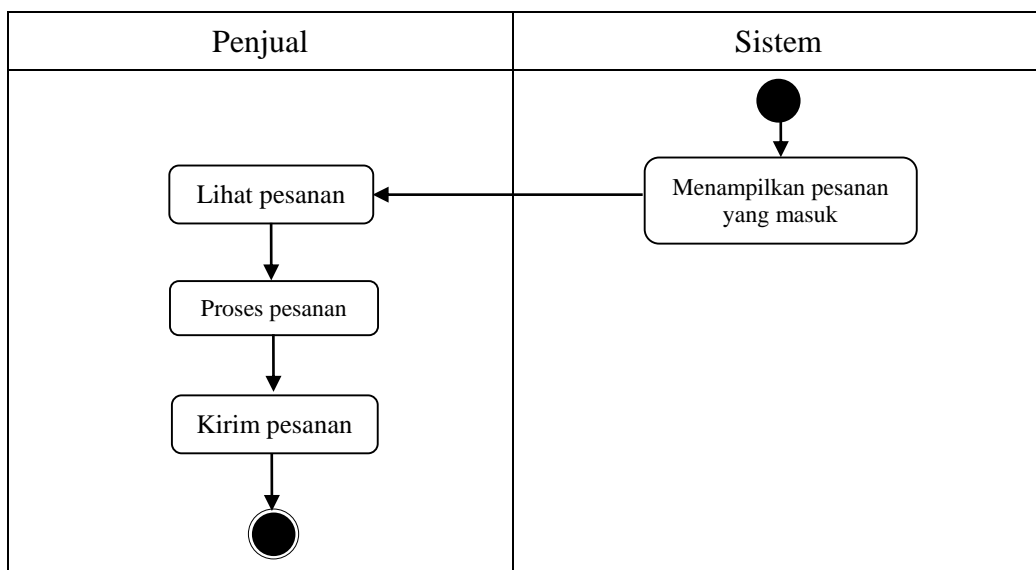 Penjual
Sistem
Menampilkan pesanan
yang masuk
Lihat pesanan
Proses pesanan
Kirim pesanan